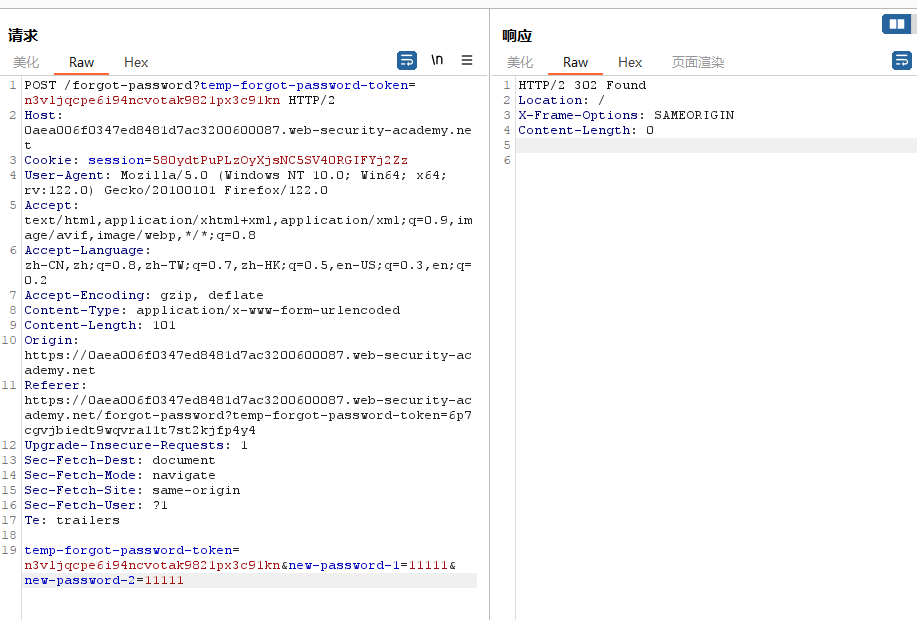 请求
美化 Raw Hex \n
1 POST /forgot-password?temp-forgot-password-token=
n3vljqcpe6i94ncvotak9821px3c91kn HTTP/2
2 Host:
0aea006f0347ed8481d7ac3200600087.web-security-academy.ne
t
3 Cookie: session=580ydtPuPLzOyXjsNC5SV40RGIFYj2Zz
4 User-Agent: Mozilla/5.0 (Windows NT 10.0; Win64; x64;
rv:122.0) Gecko/20100101 Firefox/122.0
5 Accept:
text/html,application/xhtml+xml,application/xml;q=0.9,im
age/avif,image/webp,*/*;q=0.8
6 Accept-Language:
zh-CN,zh;q=0.8,zh-TW;q=0.7,zh-HK;q=0.5,en-US;q=0.3,en;q=
0.2
7 Accept-Encoding: gzip, deflate
8 Content-Type: application/x-www-form-urlencoded
9 Content-Length: 101
10 Origin:
https://0aea006f0347ed8481d7ac3200600087.web-security-ac
ademy.net
11 Referer:
https://0aea006f0347ed8481d7ac3200600087.web-security-ac
ademy.net/forgot-password?temp-forgot-password-token=6p7
cgvjbiedt9wqvra11t7st2kjfp4y4
12 Upgrade-Insecure-Requests: 1
13 Sec-Fetch-Dest: document
14 Sec-Fetch-Mode: navigate
15 Sec-Fetch-Site: same-origin
16 Sec-Fetch-User: ?1
17 Te: trailers
18
19 temp-forgot-password-token=
n3vljqcpe6i94ncvotak9821px3c91kn&new-password-1=11111&
new-password-2=11111
响应
美化 Raw Hex 页面渲染
1 HTTP/2 302 Found
2 Location: /
3 X-Frame-Options: SAMEORIGIN
4 Content-Length: 0
5
6